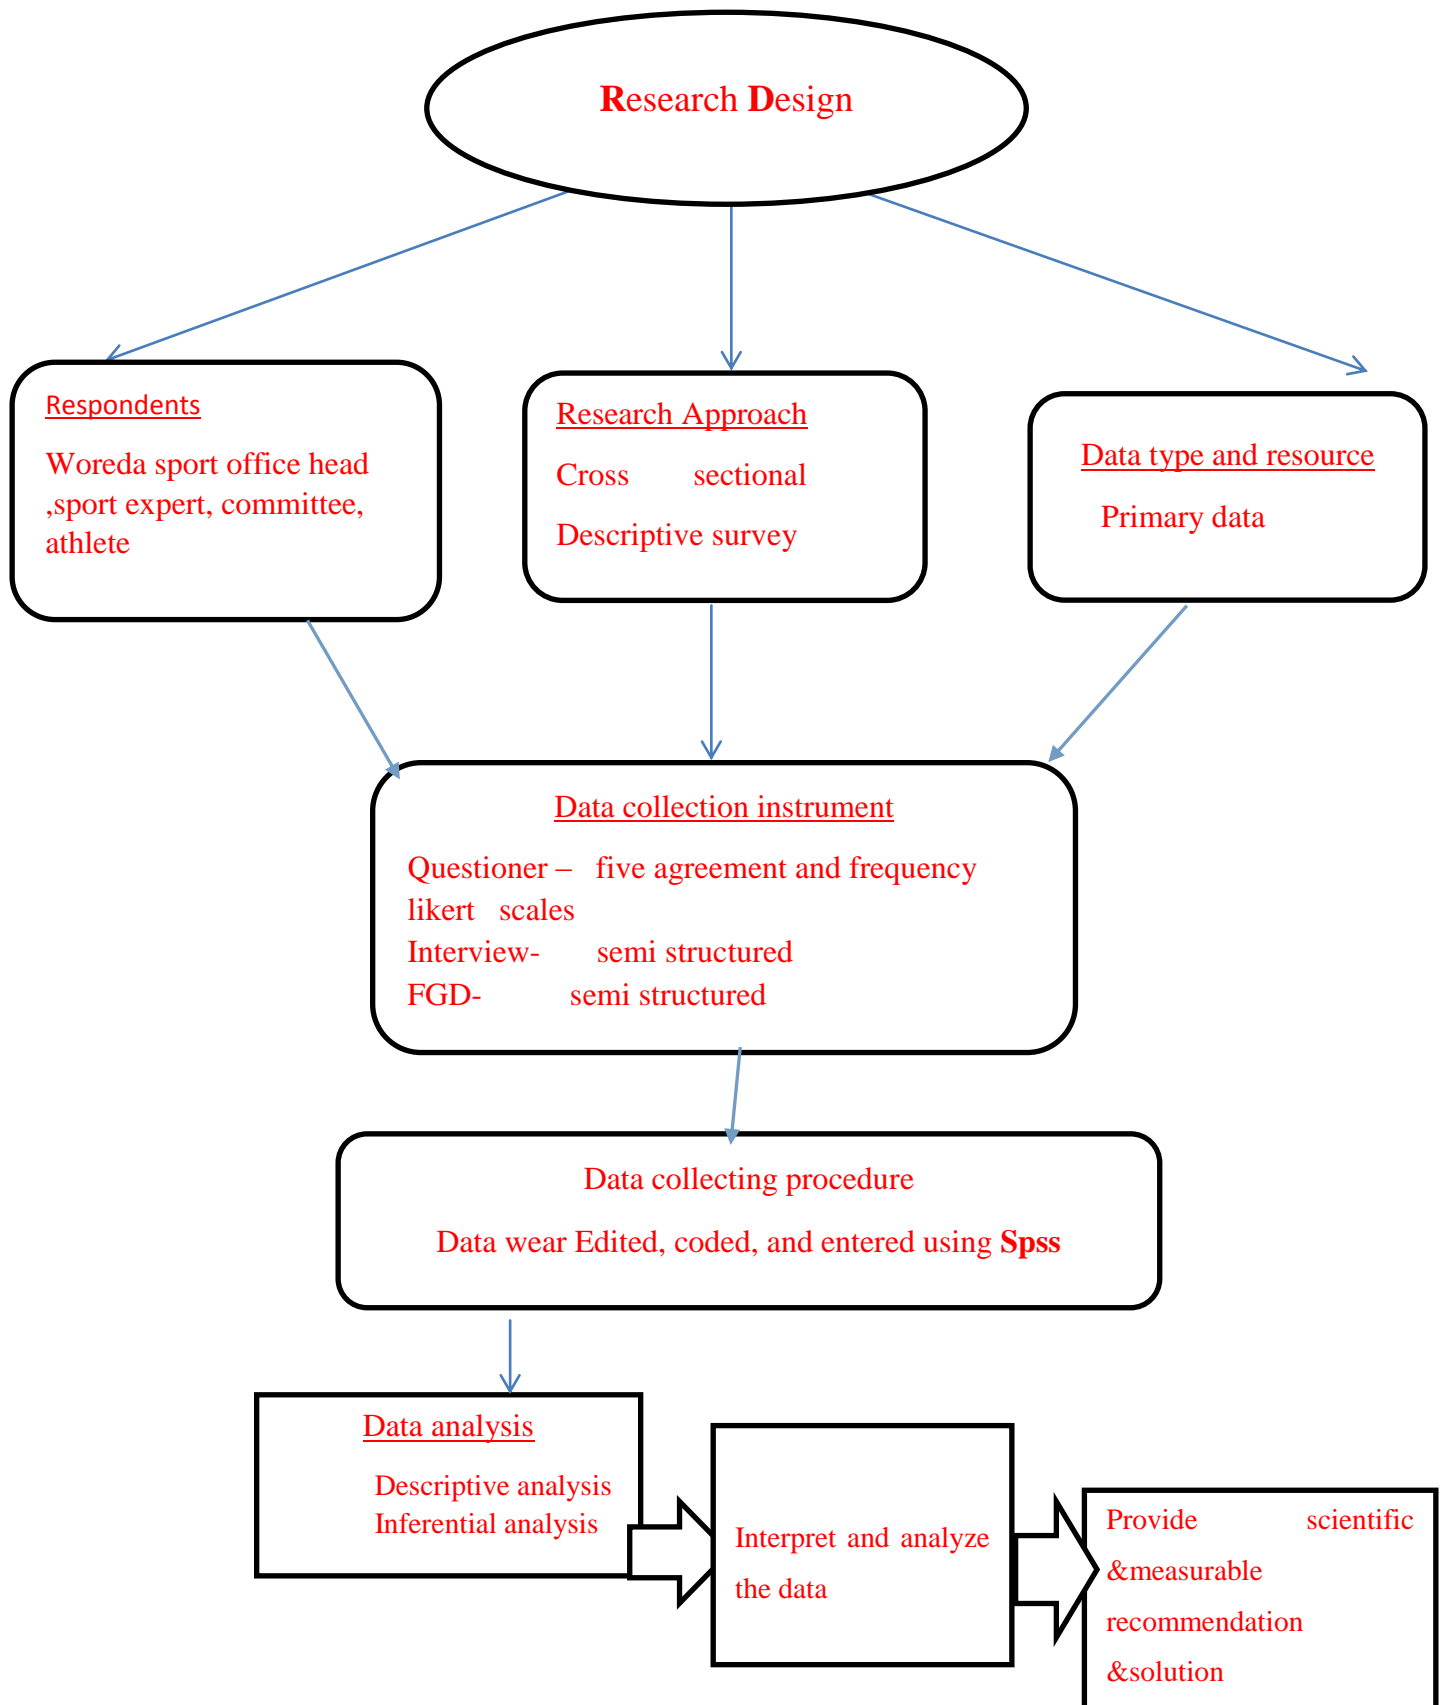 Research Design
Respondents
Woreda sport office head
,sport expert, committee,
athlete
Research Approach
Cross sectional
Descriptive survey
Data type and resource
Primary data
Data collection instrument
Questioner – five agreement and frequency
likert scales
Interview- semi structured
FGD- semi structured
Data collecting procedure
Data wear Edited, coded, and entered using Spss
Data analysis
Descriptive analysis
Inferential analysis
Interpret and analyze
the data
Provide scientific
&measurable
recommendation
&solution